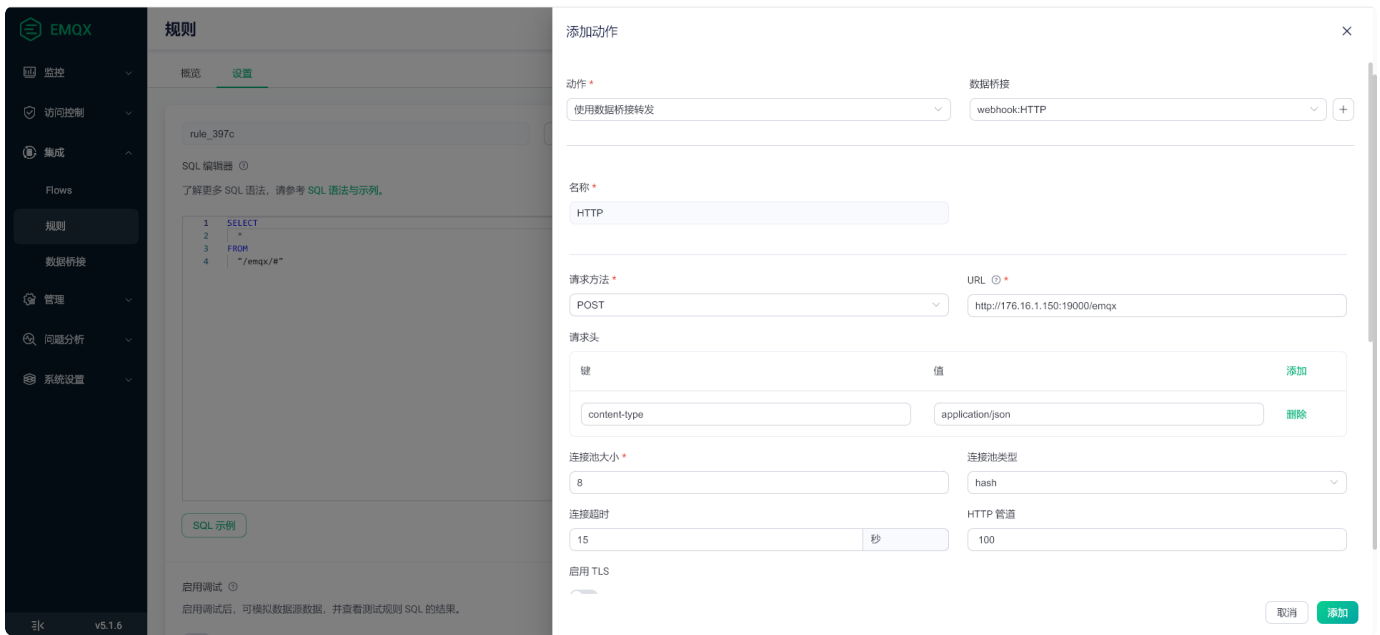 EMQX
监控
访问控制
集成
Flows
规则
数据桥接
管理
问题分析
系统设置
v5.1.6
规则
概览
设置
rule_397c
SQL 编辑器
了解更多 SQL 语法，请参考 SQL 语法与示例。
1 SELECT
2 *
3 FROM
4 "/emqx/#"
SQL 示例
启用调试
启用调试后，可模拟数据源数据，并查看测试规则 SQL 的结果。
添加动作
动作 *
数据桥接
使用数据桥接转发
webhook:HTTP
名称 *
HTTP
请求方法 *
URL *
POST
http://176.16.1.150:19000/emqx
请求头
键
值
添加
content-type
application/json
删除
连接池大小 *
连接池类型
8
hash
连接超时
HTTP 管道
15
秒
100
启用 TLS
取消
添加